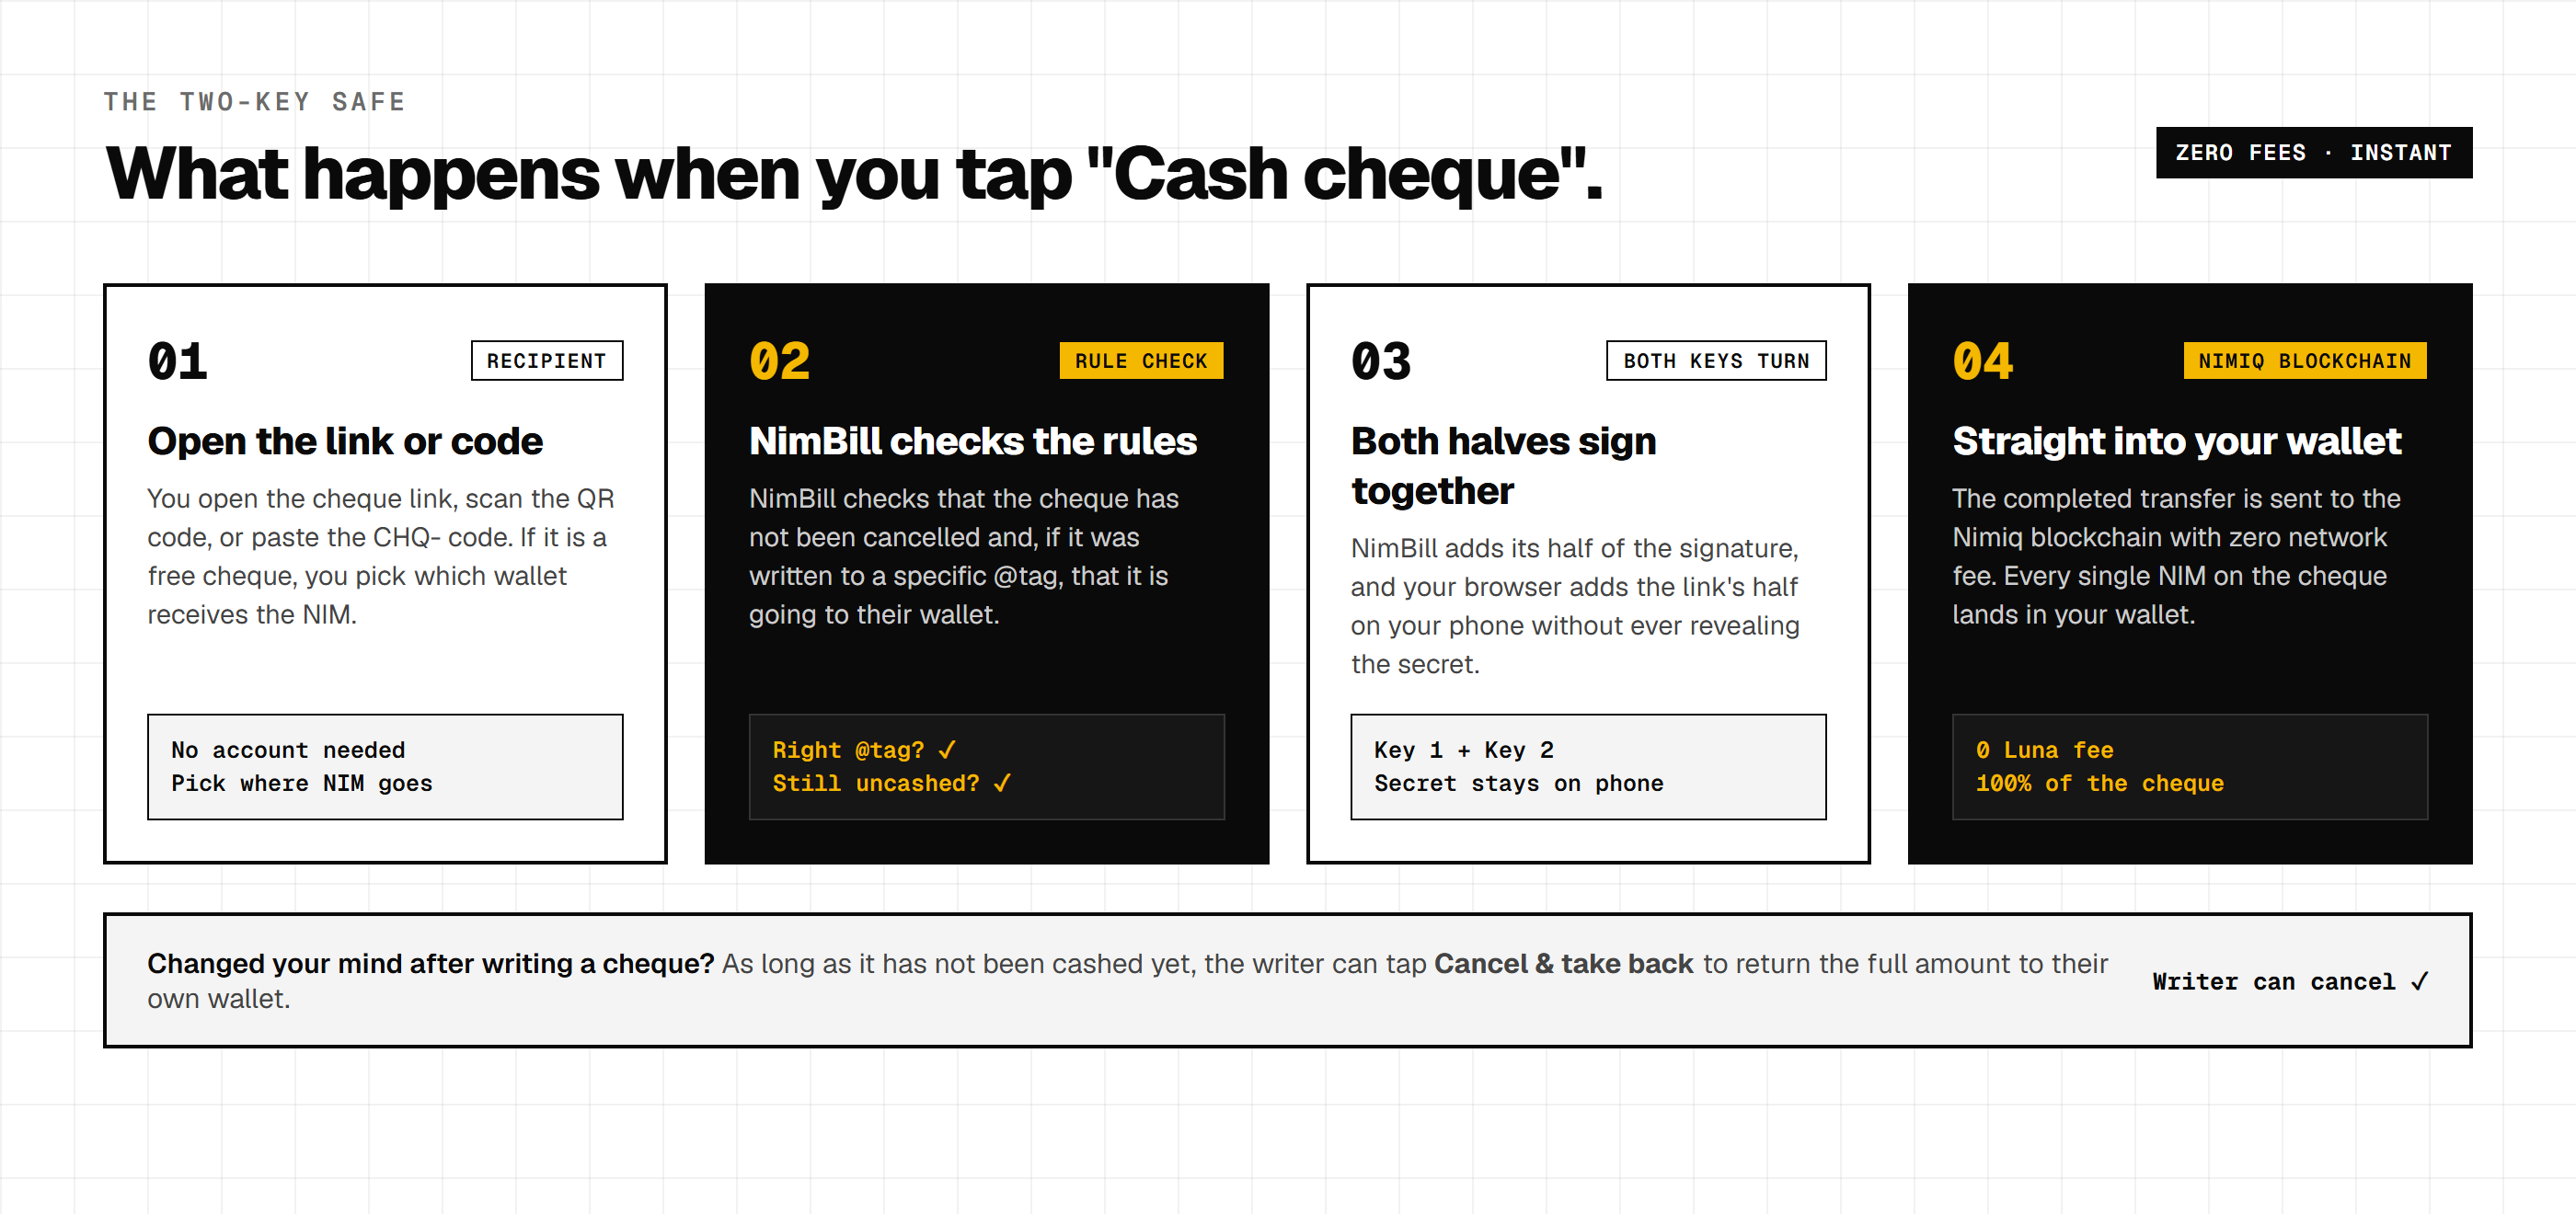 THE TWO-KEY SAFE
What happens when you tap "Cash cheque".
ZERO FEES · INSTANT
01
RECIPIENT
Open the link or code
You open the cheque link, scan the QR
code, or paste the CHQ- code. If it is a
free cheque, you pick which wallet
receives the NIM.
No account needed
Pick where NIM goes
02
RULE CHECK
NimBill checks the rules
NimBill checks that the cheque has
not been cancelled and, if it was
written to a specific @tag, that it is
going to their wallet.
Right @tag? ✓
Still uncashed? ✓
03
BOTH KEYS TURN
Both halves sign
together
NimBill adds its half of the signature,
and your browser adds the link's half
on your phone without ever revealing
the secret.
Key 1 + Key 2
Secret stays on phone
04
NIMIQ BLOCKCHAIN
Straight into your wallet
The completed transfer is sent to the
Nimiq blockchain with zero network
fee. Every single NIM on the cheque
lands in your wallet.
0 Luna fee
100% of the cheque
Changed your mind after writing a cheque? As long as it has not been cashed yet, the writer can tap Cancel & take back to return the full amount to their
own wallet.
Writer can cancel ✓